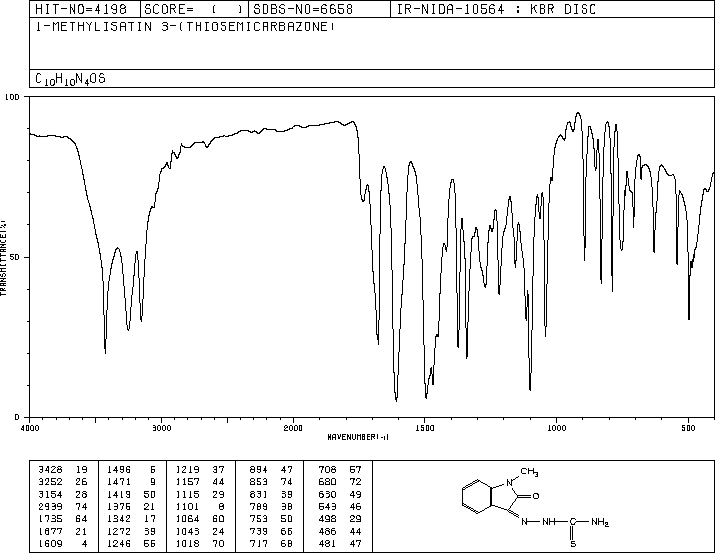 HIT-NO=4198 SCORE= ( ) SDBS-NO=6658 IR-NIDA-10564 : KBR DISC
1-METHYLISATIN 3-(THIOSEMICARBAZONE)
C10H10N4OS
100
50
0
TRANSMITTANCE(%)
4000 3000 2000 1500 1000 500
WAVENUMBER(-1)
3428 19 1496 6 1219 37 894 47 708 57
3252 26 1471 9 1157 44 853 74 680 72
3154 28 1419 50 1115 29 831 39 630 49
2939 74 1376 21 1101 8 789 38 543 46
1735 64 1342 17 1064 60 753 50 498 29
1677 21 1272 39 1043 24 739 66 486 44
1609 4 1246 56 1018 70 717 68 481 47
CH3
N
O
N NH C NH2
S